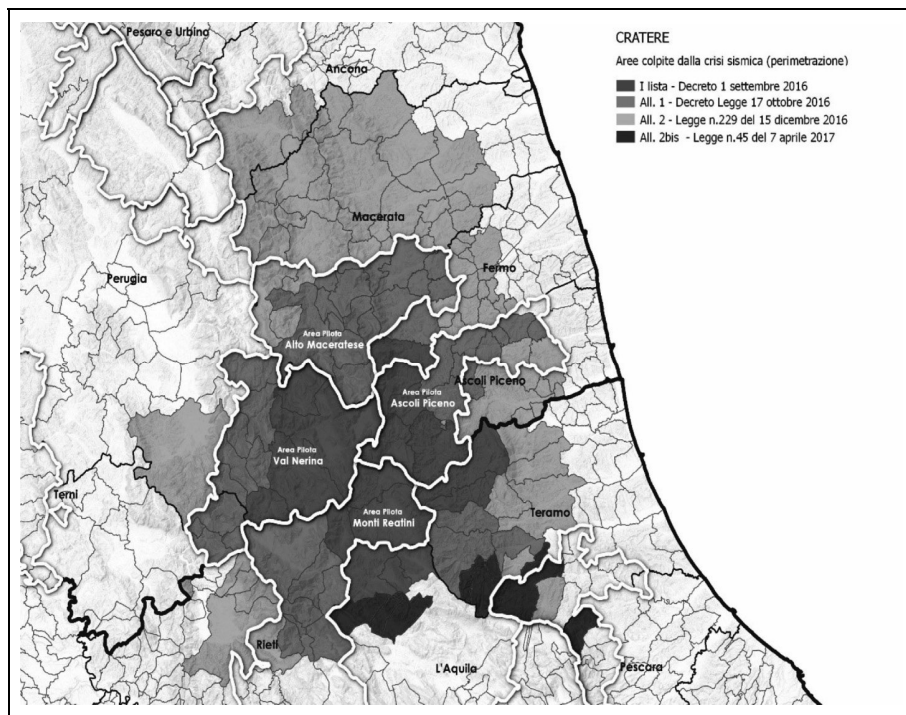 CRATERE
Aree colpite dalla crisi sismica (perimetrazione)
I lista - Decreto 1 settembre 2016
All. 1 - Decreto Legge 17 ottobre 2016
All. 2 - Legge n.229 del 15 dicembre 2016
All. 2bis - Legge n.45 del 7 aprile 2017
Pesaro e Urbino
Ancona
Macerata
Fermo
Perugia
Area Pilota
Alto Maceratese
Area Pilota
Ascoli Piceno
Ascoli Piceno
Area Pilota
Val Nerina
Terni
Area Pilota
Monti Reatini
Teramo
Rieti
L'Aquila
Pescara